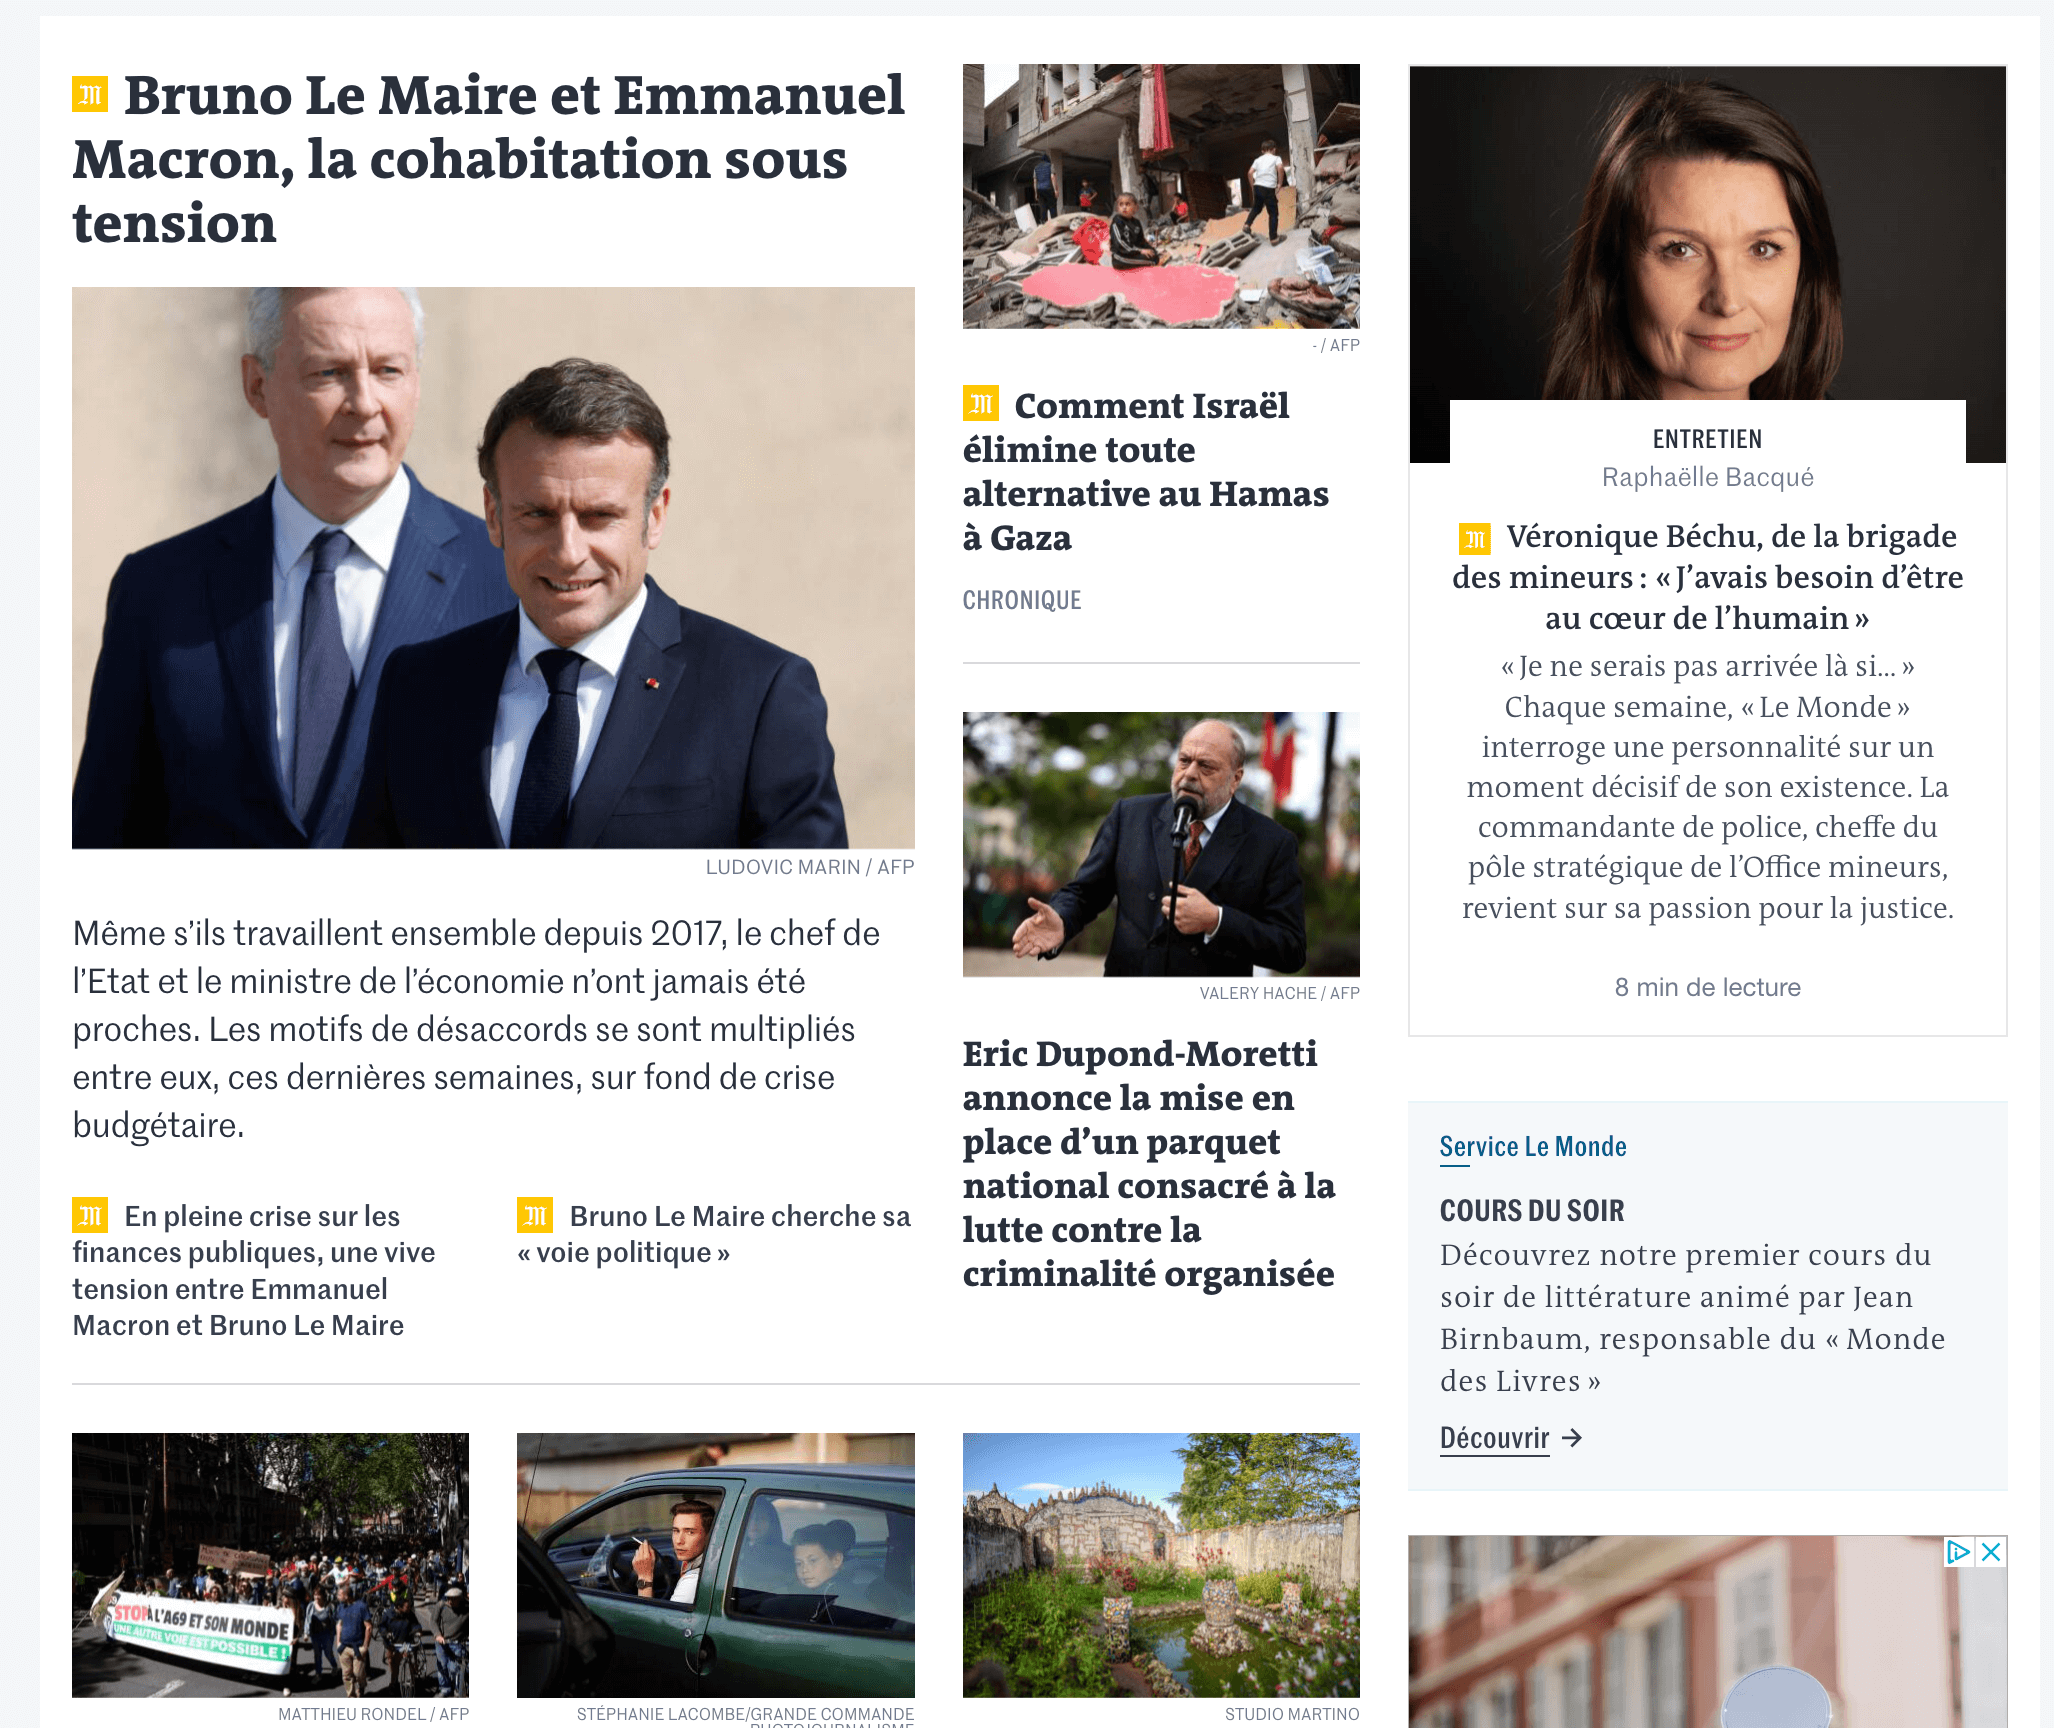 Bruno Le Maire et Emmanuel
Macron, la cohabitation sous
tension
LUDOVIC MARIN / AFP
Même s’ils travaillent ensemble depuis 2017, le chef de
l’Etat et le ministre de l’économie n’ont jamais été
proches. Les motifs de désaccords se sont multipliés
entre eux, ces dernières semaines, sur fond de crise
budgétaire.
En pleine crise sur les
finances publiques, une vive
tension entre Emmanuel
Macron et Bruno Le Maire
Bruno Le Maire cherche sa
« voie politique »
- / AFP
Comment Israël
élimine toute
alternative au Hamas
à Gaza
CHRONIQUE
VALERY HACHE / AFP
Eric Dupond-Moretti
annonce la mise en
place d’un parquet
national consacré à la
lutte contre la
criminalité organisée
ENTRETIEN
Raphaëlle Bacqué
Véronique Béchu, de la brigade
des mineurs : « J’avais besoin d’être
au cœur de l’humain »
« Je ne serais pas arrivée là si... »
Chaque semaine, « Le Monde »
interroge une personnalité sur un
moment décisif de son existence. La
commandante de police, cheffe du
pôle stratégique de l’Office mineurs,
revient sur sa passion pour la justice.
8 min de lecture
Service Le Monde
COURS DU SOIR
Découvrez notre premier cours du
soir de littérature animé par Jean
Birnbaum, responsable du « Monde
des Livres »
Découvrir →
STOP À L'A69 ET SON MONDE
UNE AUTRE VOIE EST POSSIBLE !
MATTHIEU RONDEL / AFP
STÉPHANIE LACOMBE/GRANDE COMMANDE
PHOTOJOURNALISME
STUDIO MARTINO